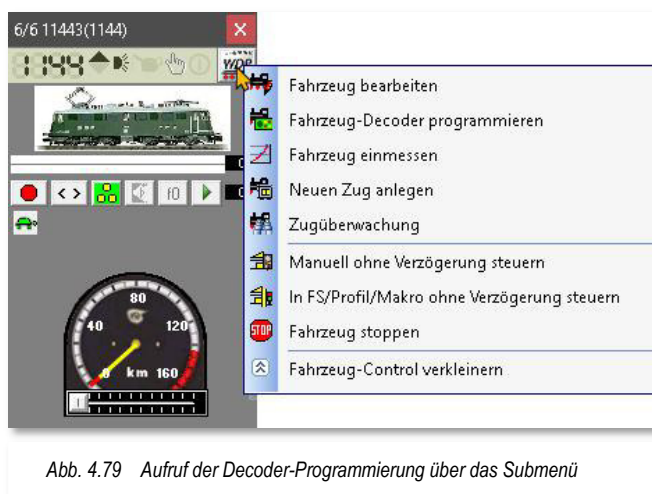 6/6 11443(1144)
1144
WDP
Fahrzeug bearbeiten
Fahrzeug-Decoder programmieren
Fahrzeug einmessen
f0
Neuen Zug anlegen
Zugüberwachung
Manuell ohne Verzögerung steuern
In FS/Profil/Makro ohne Verzögerung steuern
STOP Fahrzeug stoppen
Fahrzeug-Control verkleinern
80
40 120
0 km 160
Abb. 4.79 Aufruf der Decoder-Programmierung über das Submenü